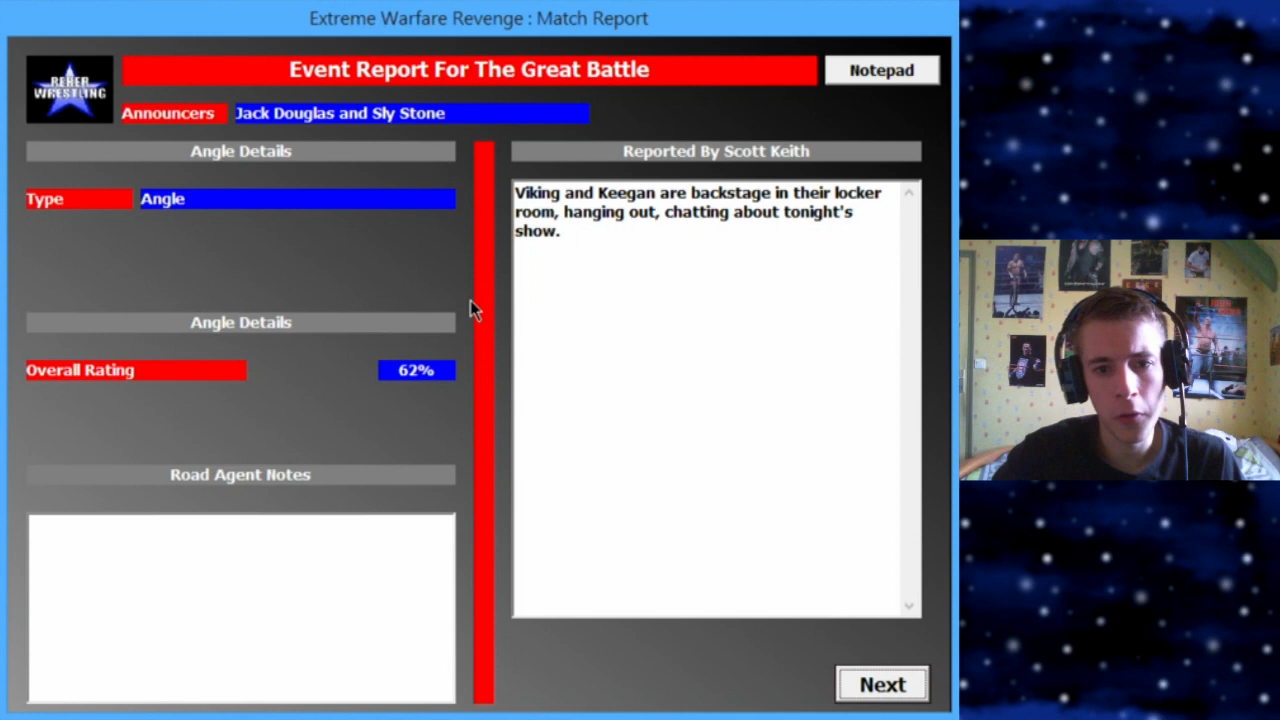 Extreme Warfare Revenge : Match Report
REHER
WRESTLING
Event Report For The Great Battle
Notepad
Announcers
Jack Douglas and Sly Stone
Angle Details
Reported By Scott Keith
Type
Angle
Viking and Keegan are backstage in their locker
room, hanging out, chatting about tonight's
show.
Angle Details
Overall Rating
62%
Road Agent Notes
Next